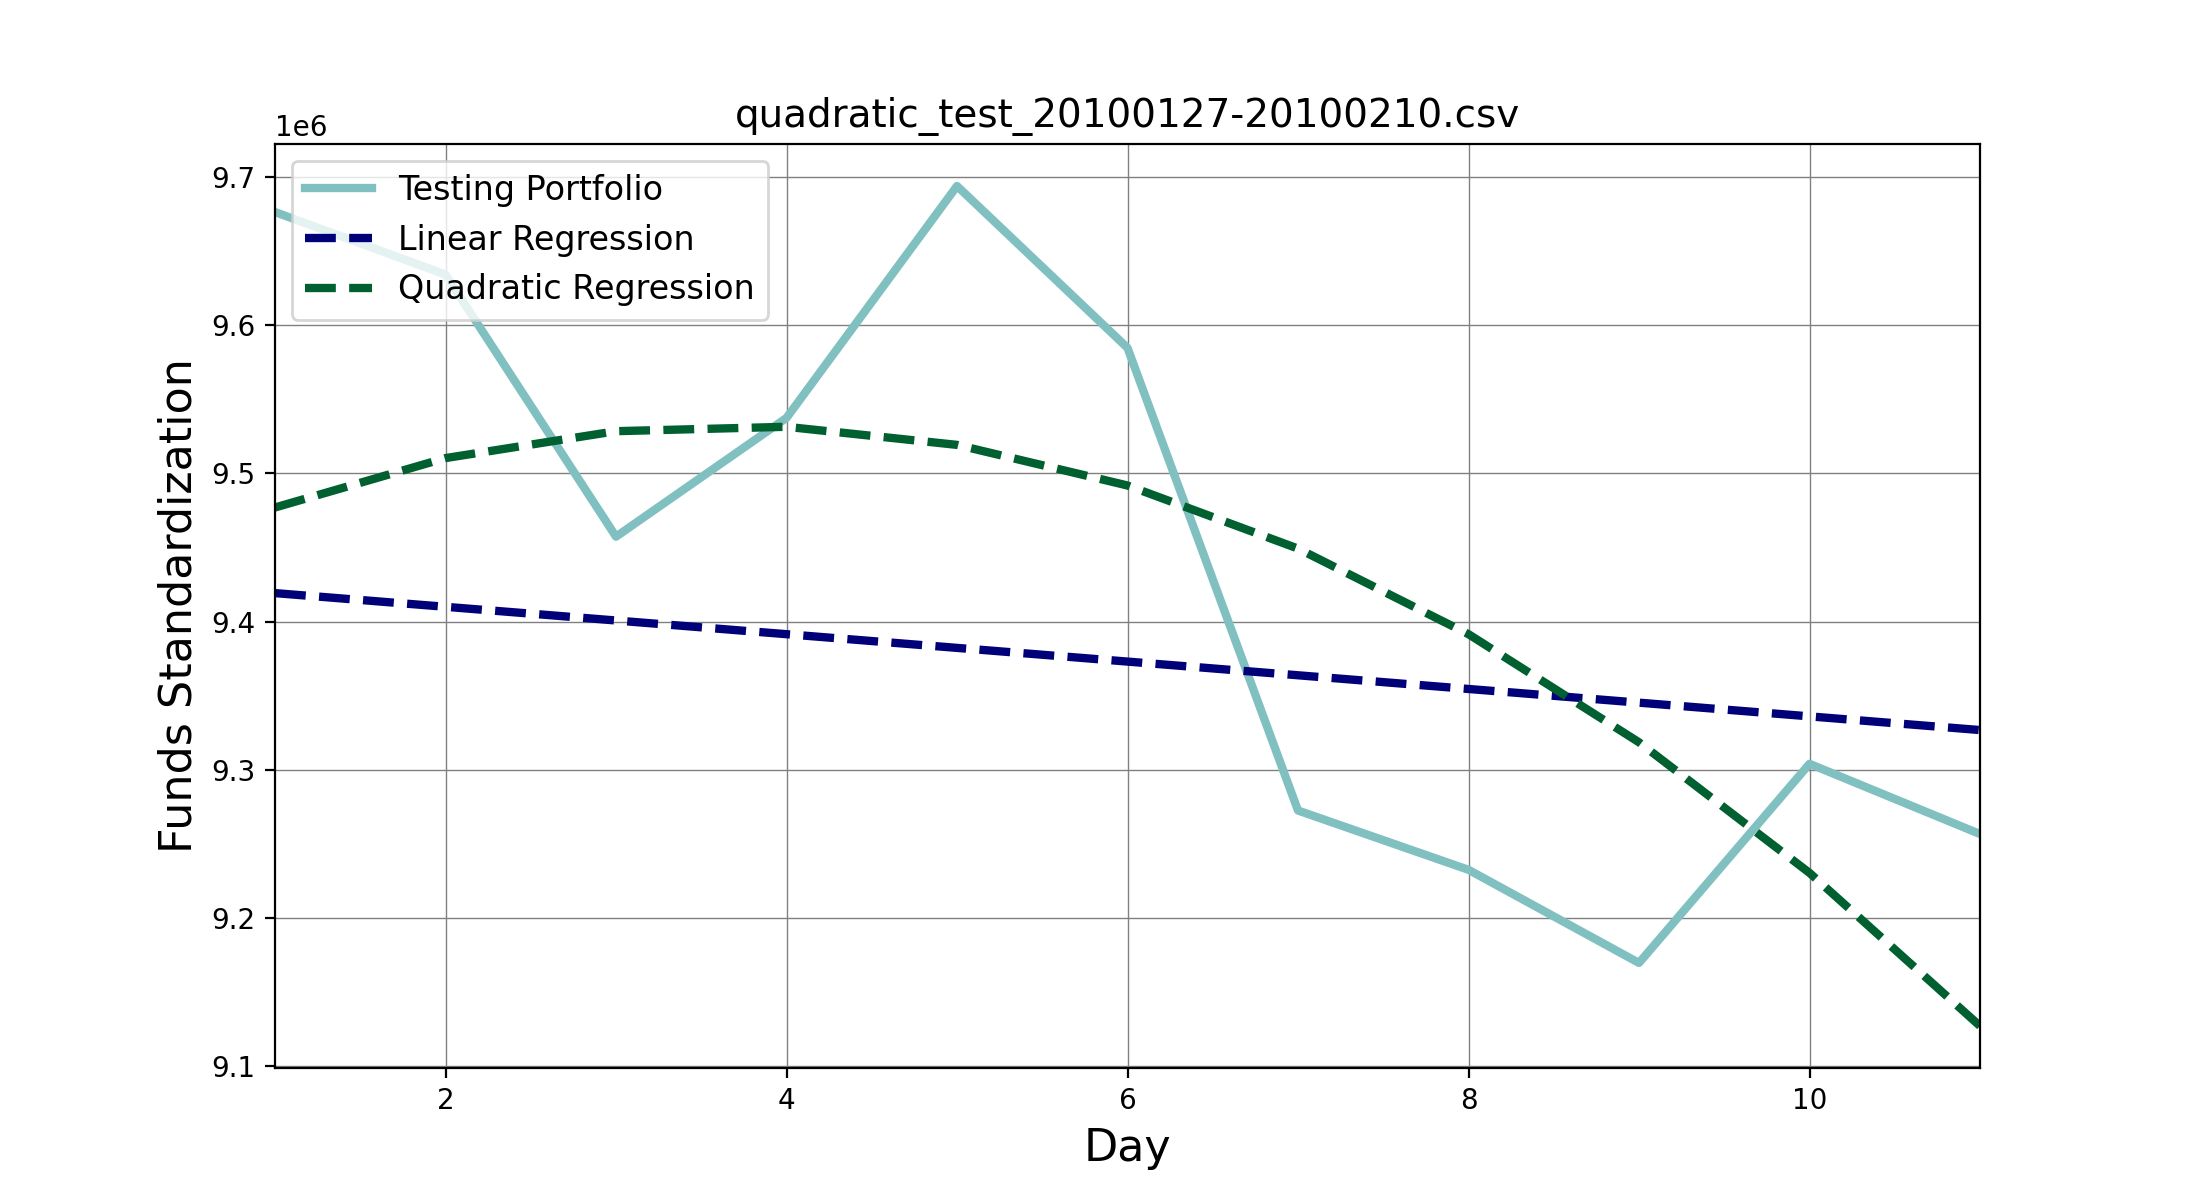 quadratic_test_20100127-20100210.csv
1e6
Testing Portfolio
Linear Regression
Quadratic Regression
Funds Standardization
9.7
9.6
9.5
9.4
9.3
9.2
9.1
2 4 6 8 10
Day